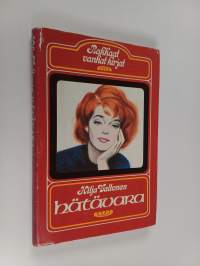 Rakkaat
vanhat kirjat
Hilja Valtonen
hätävara